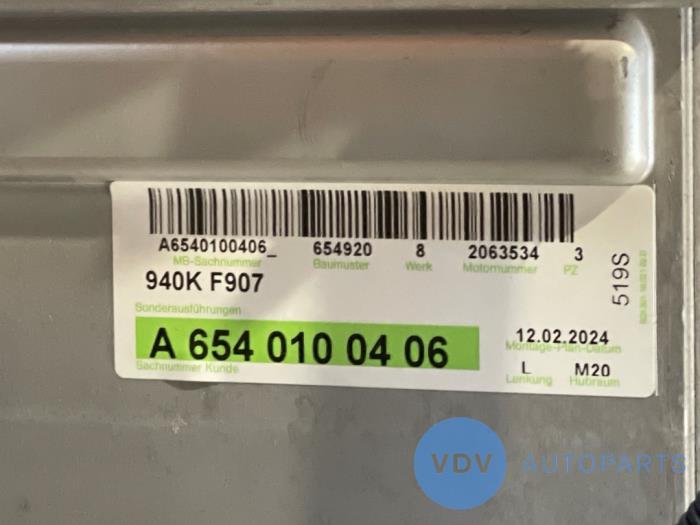 A6540100406_ 654920 8 2063534 3
MB-Sachnummer Baumuster Werk Motornummer PZ
940K F907
Sonderausführungen
519S
A 654 010 04 06
Sachnummer Kunde
12.02.2024
Montage-Plan-Datum
L M20
Lenkung Hubraum
VDV AUTOPARTS